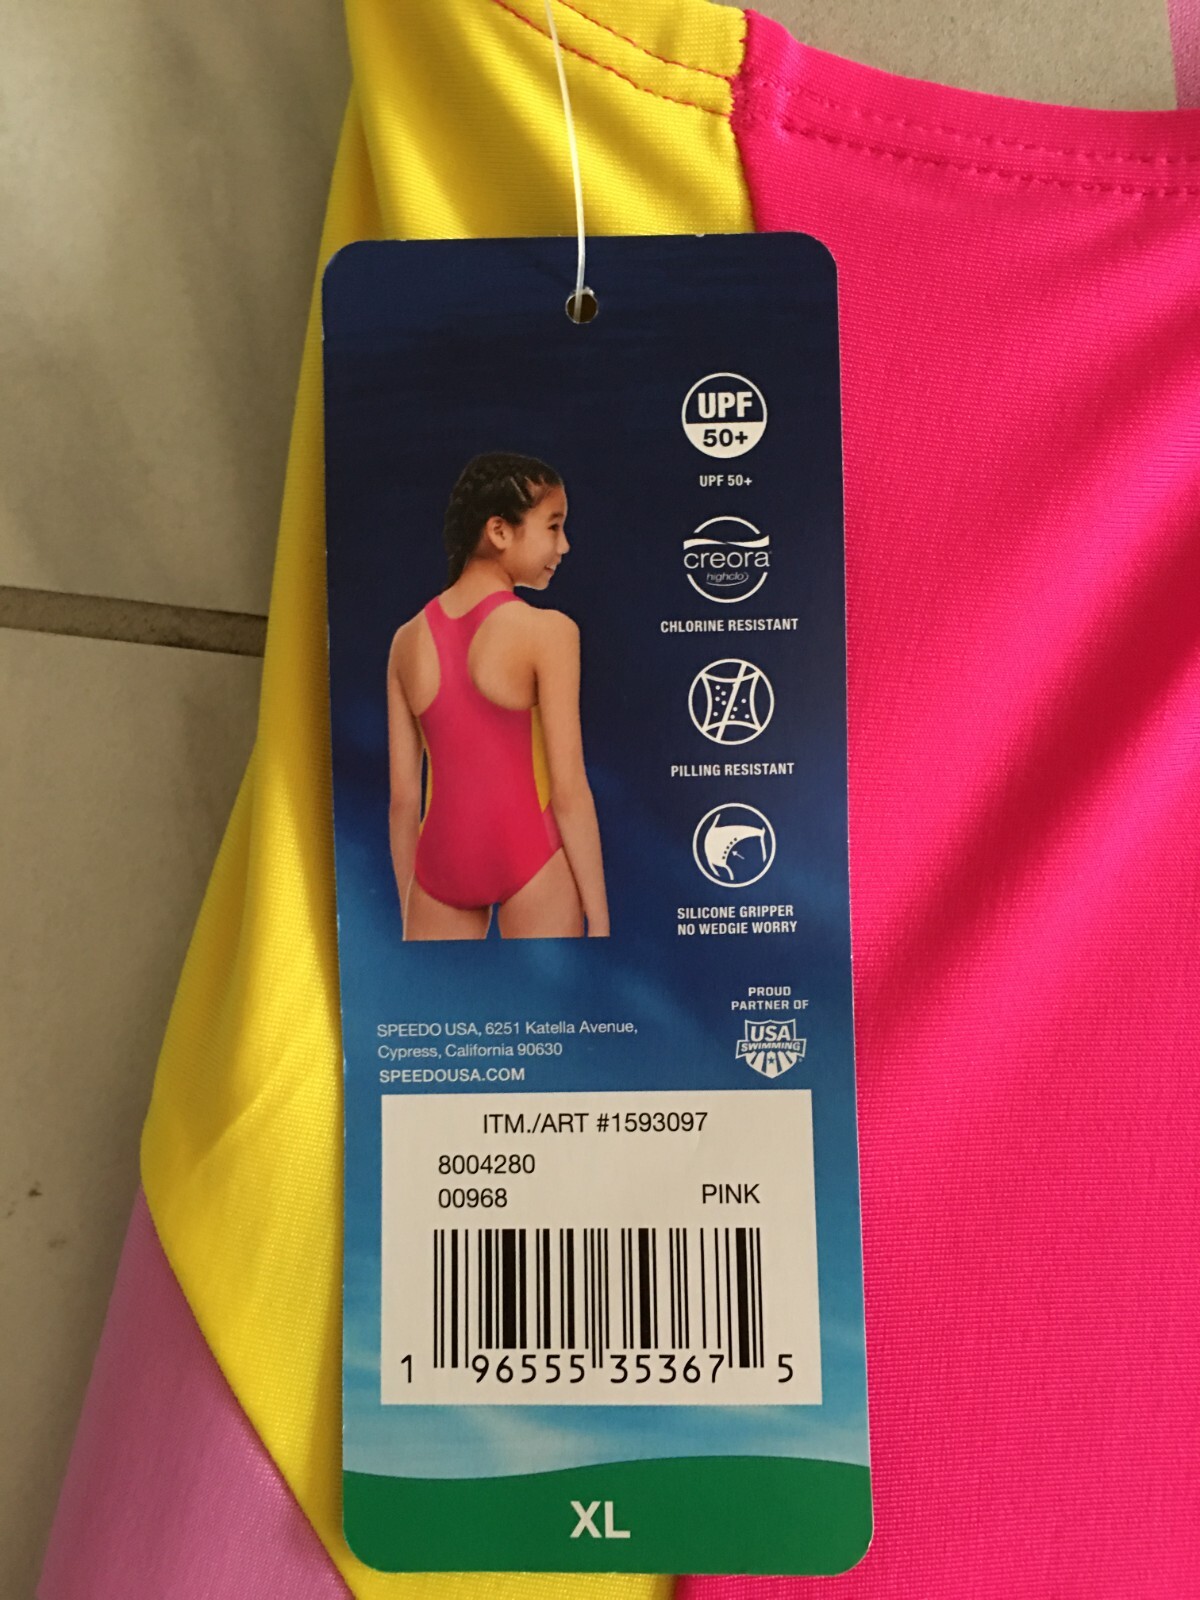 UPF
50+
UPF 50+
creora®
highclo
CHLORINE RESISTANT
PILLING RESISTANT
SILICONE GRIPPER
NO WEDGIE WORRY
PROUD
PARTNER OF
USA
SWIMMING
SPEEDO USA, 6251 Katella Avenue,
Cypress, California 90630
SPEEDOUSA.COM
ITM./ART #1593097
8004280
00968 PINK
1 96555 35367 5
XL